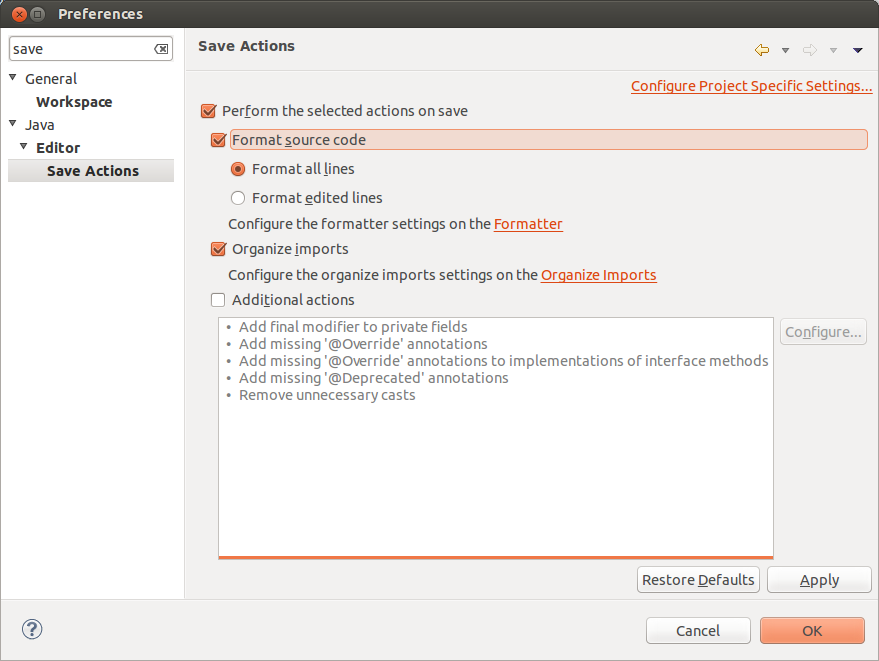 Preferences
save
General
Workspace
Java
Editor
Save Actions
Save Actions
Configure Project Specific Settings...
Perform the selected actions on save
Format source code
Format all lines
Format edited lines
Configure the formatter settings on the Formatter
Organize imports
Configure the organize imports settings on the Organize Imports
Additional actions
• Add final modifier to private fields
• Add missing '@Override' annotations
• Add missing '@Override' annotations to implementations of interface methods
• Add missing '@Deprecated' annotations
• Remove unnecessary casts
Configure...
Restore Defaults
Apply
?
Cancel
OK